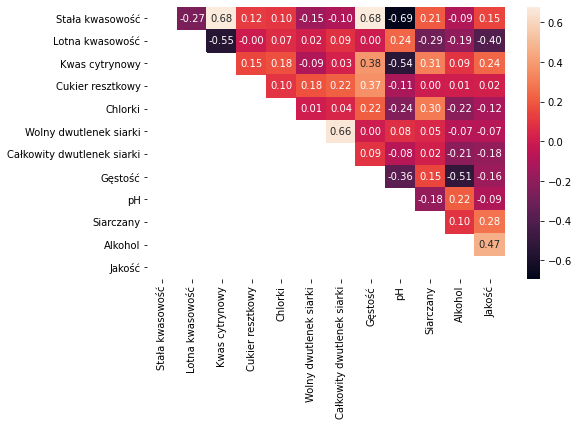 Stała kwasowość -0.27 0.68 0.12 0.10 -0.15 -0.10 0.68 -0.69 0.21 -0.09 0.15
Lotna kwasowość -0.55 -0.00 0.07 0.02 0.09 0.00 0.24 -0.29 -0.19 -0.40
Kwas cytrynowy 0.15 0.18 -0.09 0.03 0.38 -0.54 0.31 0.09 0.24
Cukier resztkowy 0.10 0.18 0.22 0.37 -0.11 0.00 0.01 0.02
Chlorki 0.01 0.04 0.22 -0.24 0.30 -0.22 -0.12
Wolny dwutlenek siarki 0.66 0.00 0.08 0.05 -0.07 -0.07
Całkowity dwutlenek siarki 0.09 -0.08 0.02 -0.21 -0.18
Gęstość -0.36 0.15 -0.51 -0.16
pH -0.18 0.22 -0.09
Siarczany 0.10 0.28
Alkohol 0.47
Jakość
Stała kwasowość
Lotna kwasowość
Kwas cytrynowy
Cukier resztkowy
Chlorki
Wolny dwutlenek siarki
Całkowity dwutlenek siarki
Gęstość
pH
Siarczany
Alkohol
Jakość
0.6
0.4
0.2
0.0
-0.2
-0.4
-0.6